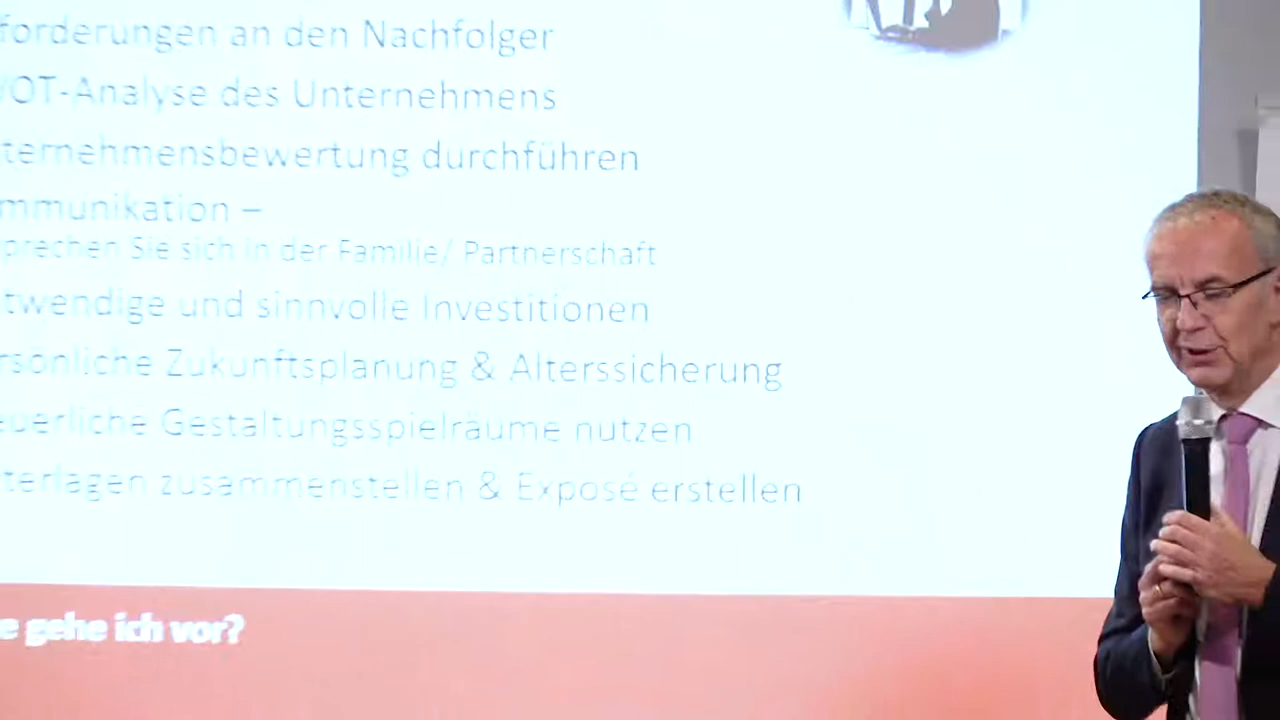 forderungen an den Nachfolger
OT-Analyse des Unternehmens
ternehmensbewertung durchführen
mmunikation –
prechen Sie sich in der Familie/ Partnerschaft
twendige und sinnvolle Investitionen
rsönliche Zukunftsplanung & Alterssicherung
euerliche Gestaltungsspielräume nutzen
terlagen zusammenstellen & Exposé erstellen
e gehe ich vor?